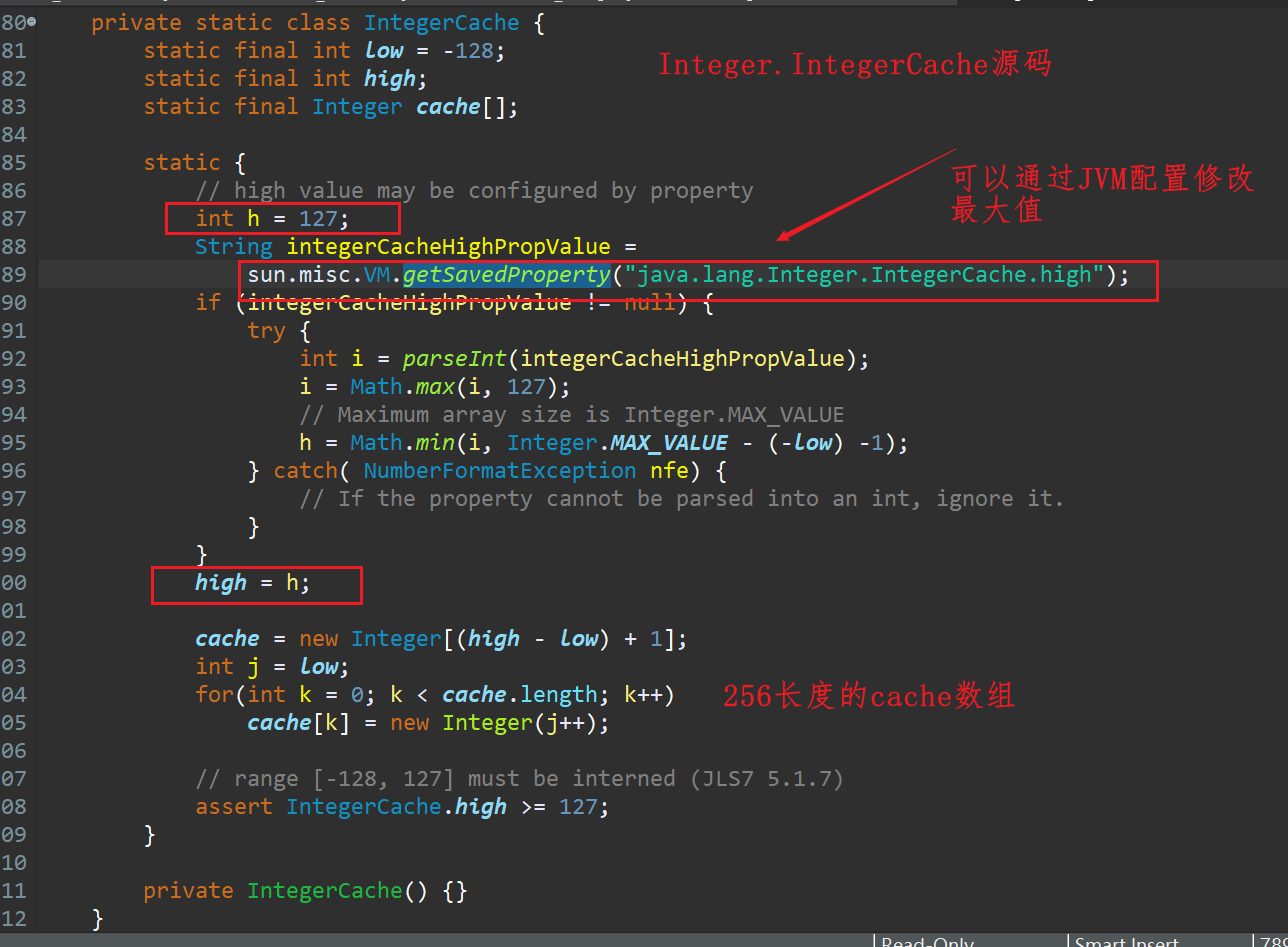 80 private static class IntegerCache {
81 static final int low = -128;
Integer.IntegerCache源码
82 static final int high;
83 static final Integer cache[];
84
85 static {
86 // high value may be configured by property
可以通过JVM配置修改
最大值
87 int h = 127;
88 String integerCacheHighPropValue =
89 sun.misc.VM.getSavedProperty("java.lang.Integer.IntegerCache.high");
90 if (integerCacheHighPropValue != null) {
91 try {
92 int i = parseInt(integerCacheHighPropValue);
93 i = Math.max(i, 127);
94 // Maximum array size is Integer.MAX_VALUE
95 h = Math.min(i, Integer.MAX_VALUE - (-low) -1);
96 } catch( NumberFormatException nfe) {
97 // If the property cannot be parsed into an int, ignore it.
98 }
99 }
00 high = h;
01
02 cache = new Integer[(high - low) + 1];
03 int j = low;
04 for(int k = 0; k < cache.length; k++)
256长度的cache数组
05 cache[k] = new Integer(j++);
06
07 // range [-128, 127] must be interned (JLS7 5.1.7)
08 assert IntegerCache.high >= 127;
09 }
10
11 private IntegerCache() {}
12 }
Read-Only
Smart Insert